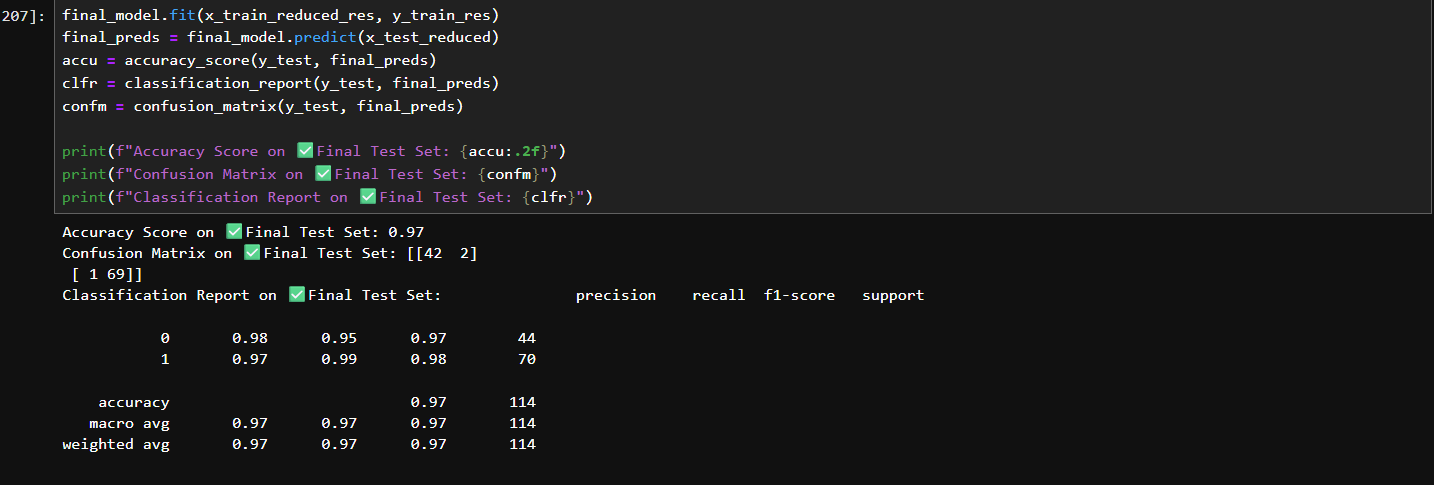 207]:
final_model.fit(x_train_reduced_res, y_train_res)
final_preds = final_model.predict(x_test_reduced)
accu = accuracy_score(y_test, final_preds)
clfr = classification_report(y_test, final_preds)
confm = confusion_matrix(y_test, final_preds)
print(f"Accuracy Score on ✅Final Test Set: {accu:.2f}")
print(f"Confusion Matrix on ✅Final Test Set: {confm}")
print(f"Classification Report on ✅Final Test Set: {clfr}")
Accuracy Score on ✅Final Test Set: 0.97
Confusion Matrix on ✅Final Test Set: [[42  2]
 [ 1 69]]
Classification Report on ✅Final Test Set:               precision    recall  f1-score   support
           0       0.98      0.95      0.97        44
           1       0.97      0.99      0.98        70
    accuracy                           0.97       114
   macro avg       0.97      0.97      0.97       114
weighted avg       0.97      0.97      0.97       114